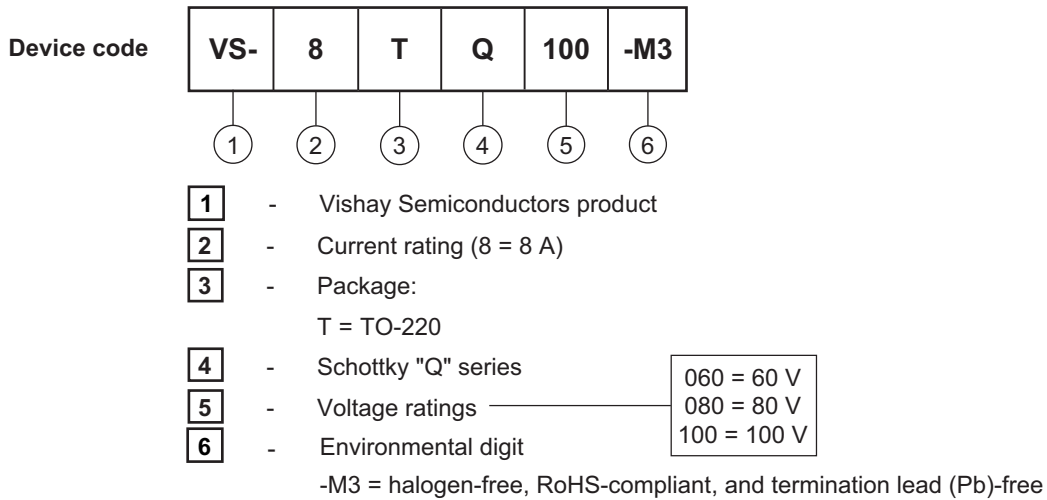 Device code VS- 8 T Q 100 -M3
1 2 3 4 5 6
1 - Vishay Semiconductors product
2 - Current rating (8 = 8 A)
3 - Package:
T = TO-220
4 - Schottky "Q" series
5 - Voltage ratings
060 = 60 V
080 = 80 V
100 = 100 V
6 - Environmental digit
-M3 = halogen-free, RoHS-compliant, and termination lead (Pb)-free